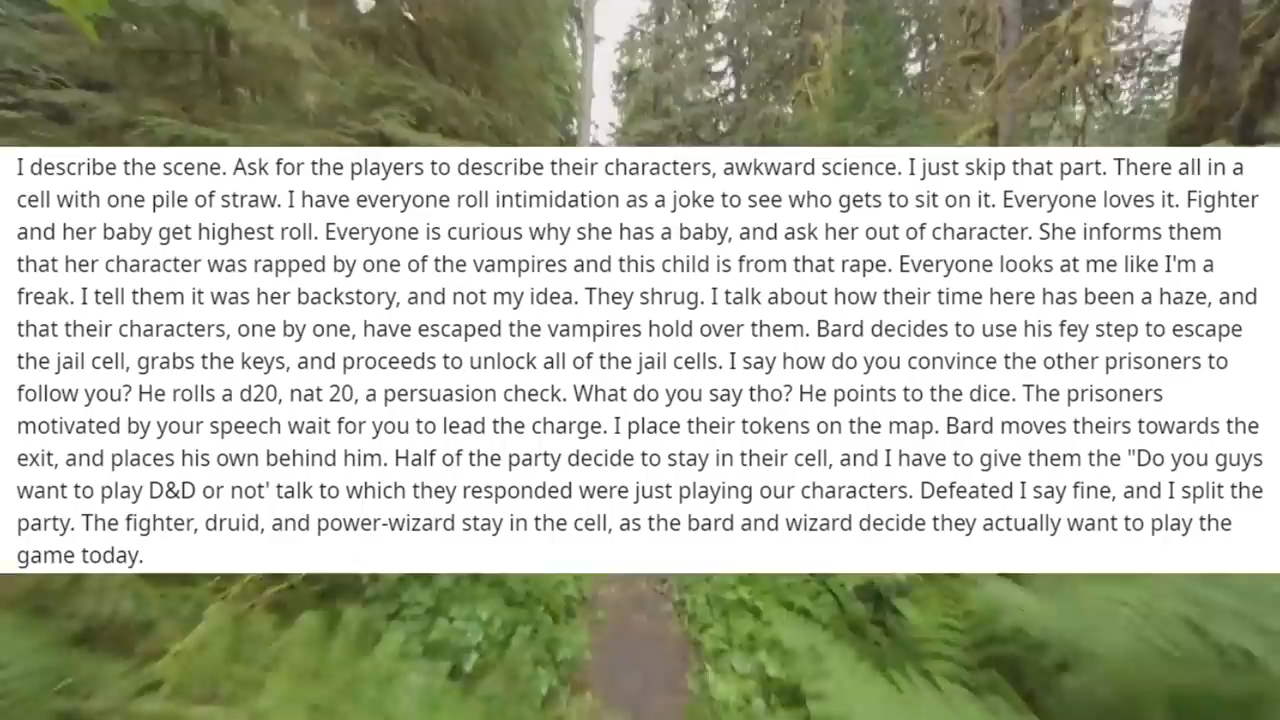 I describe the scene. Ask for the players to describe their characters, awkward science. I just skip that part. There all in a
cell with one pile of straw. I have everyone roll intimidation as a joke to see who gets to sit on it. Everyone loves it. Fighter
and her baby get highest roll. Everyone is curious why she has a baby, and ask her out of character. She informs them
that her character was rapped by one of the vampires and this child is from that rape. Everyone looks at me like I'm a
freak. I tell them it was her backstory, and not my idea. They shrug. I talk about how their time here has been a haze, and
that their characters, one by one, have escaped the vampires hold over them. Bard decides to use his fey step to escape
the jail cell, grabs the keys, and proceeds to unlock all of the jail cells. I say how do you convince the other prisoners to
follow you? He rolls a d20, nat 20, a persuasion check. What do you say tho? He points to the dice. The prisoners
motivated by your speech wait for you to lead the charge. I place their tokens on the map. Bard moves theirs towards the
exit, and places his own behind him. Half of the party decide to stay in their cell, and I have to give them the "Do you guys
want to play D&D or not' talk to which they responded were just playing our characters. Defeated I say fine, and I split the
party. The fighter, druid, and power-wizard stay in the cell, as the bard and wizard decide they actually want to play the
game today.